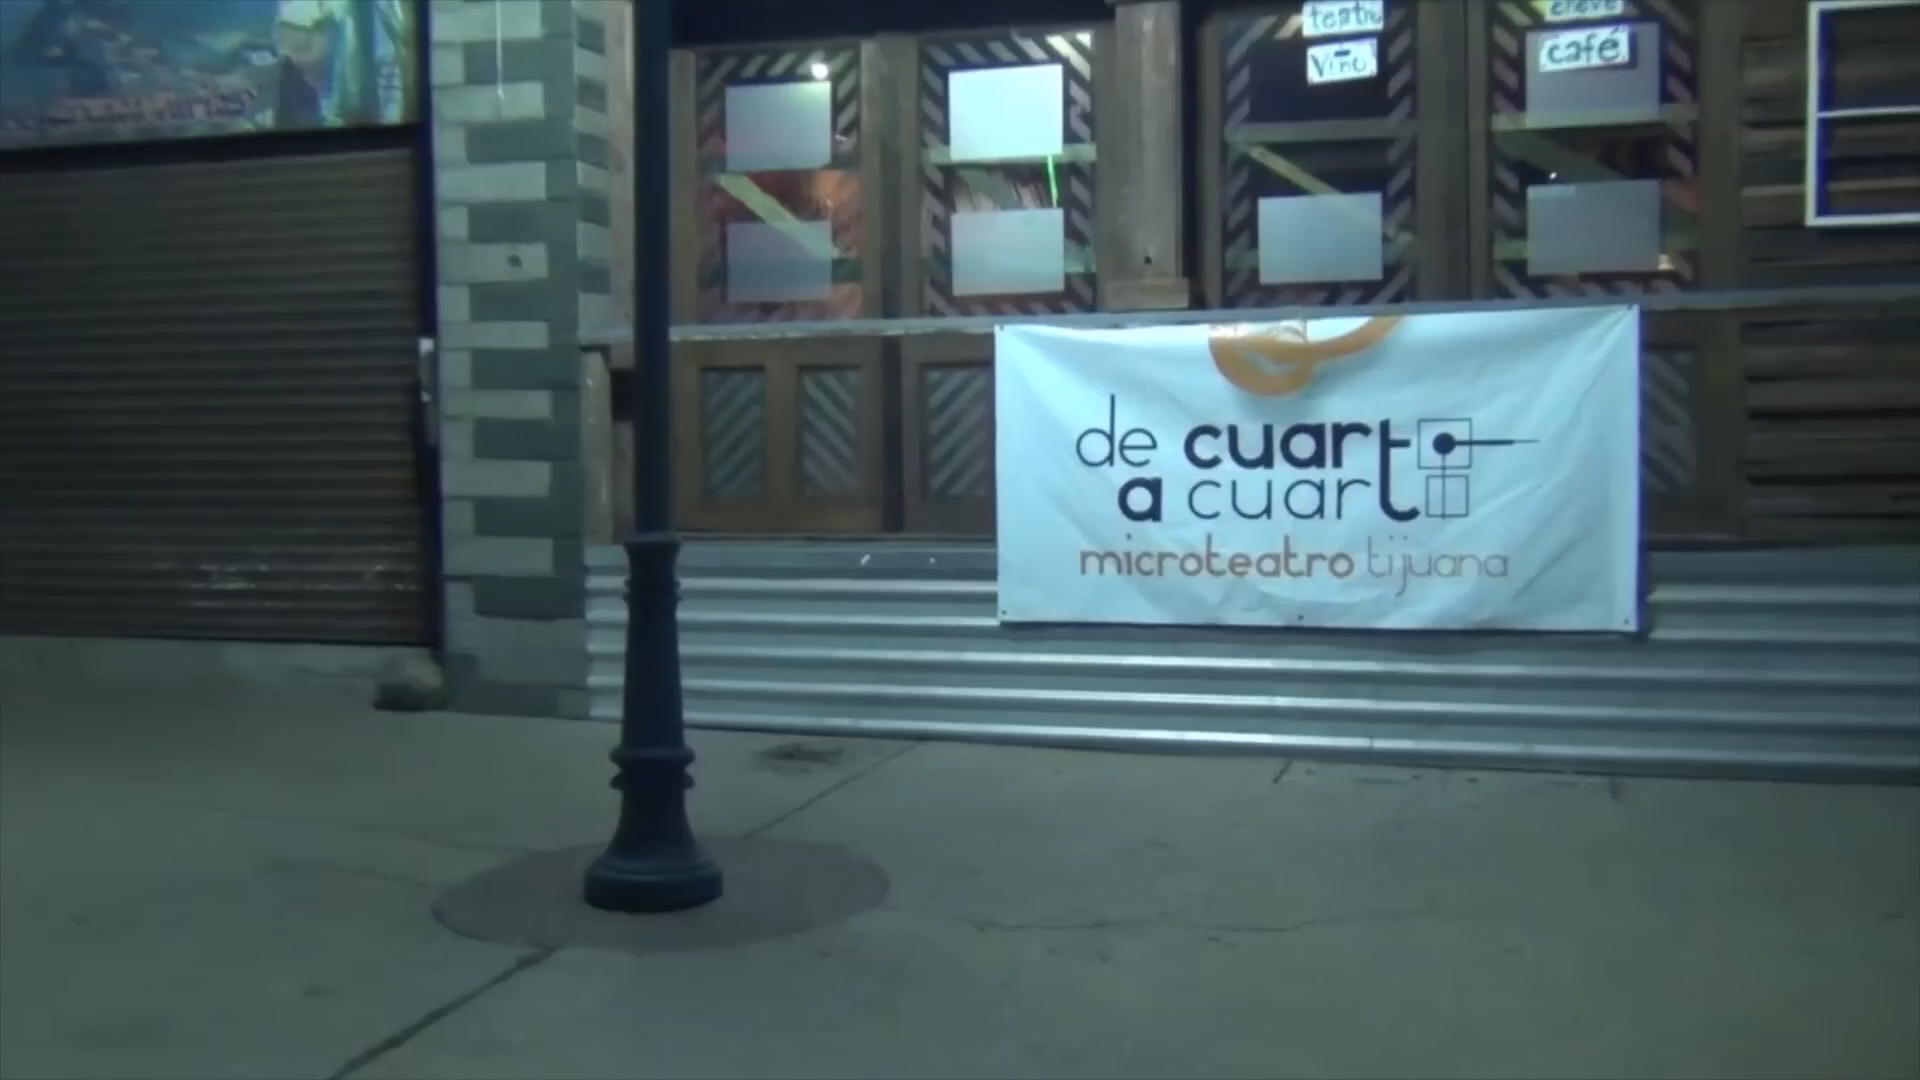 teatro
vino
café
de cuarto
a cuarto
microteatro tijuana